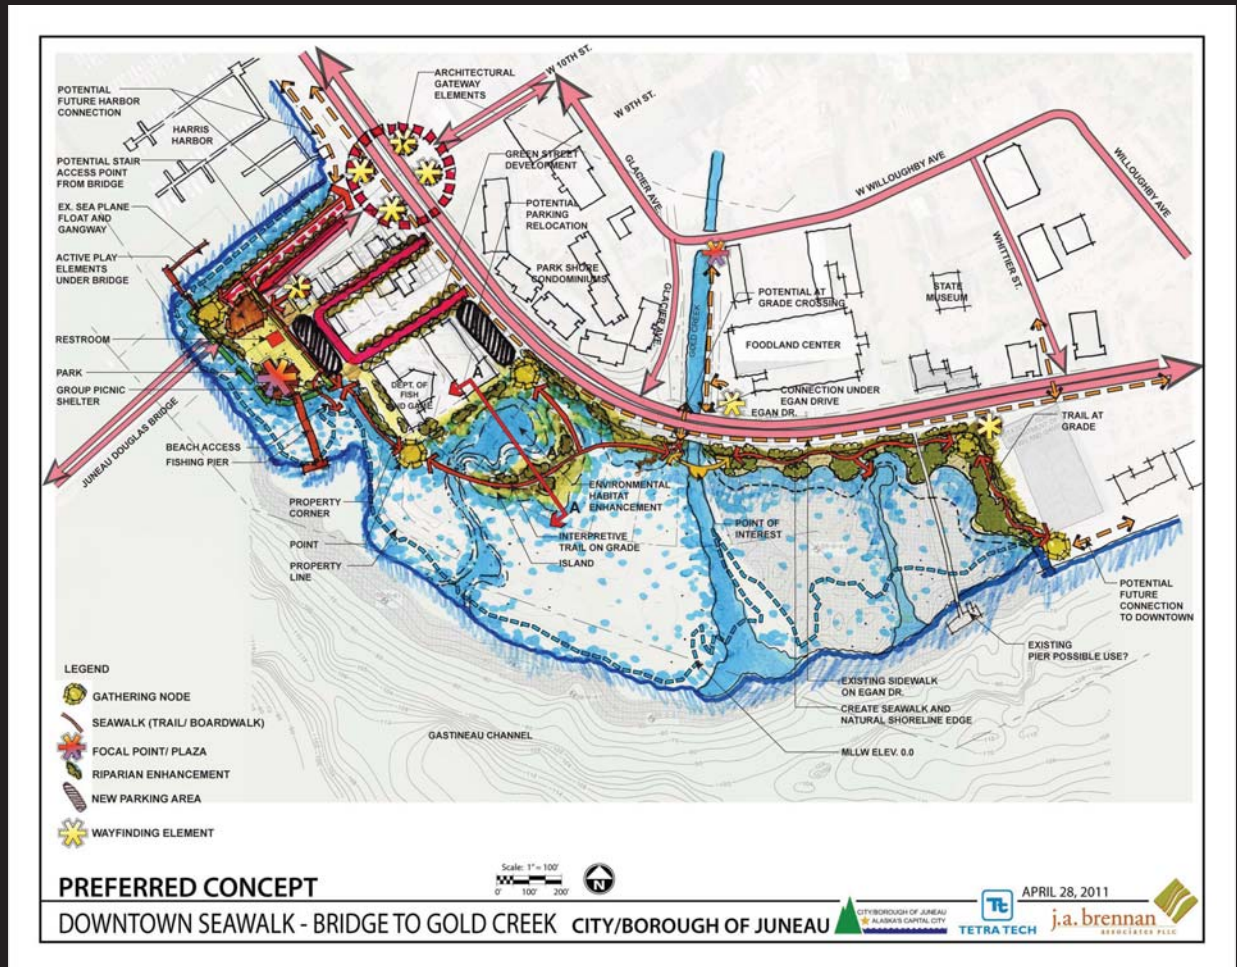 POTENTIAL
FUTURE HARBOR
CONNECTION
HARRIS
HARBOR
POTENTIAL STAIR
ACCESS POINT
FROM BRIDGE
EX. SEA PLANE
FLOAT AND
GANGWAY
ACTIVE PLAY
ELEMENTS
UNDER BRIDGE
RESTROOM
PARK
GROUP PICNIC
SHELTER
JUNEAU DOUGLAS BRIDGE
BEACH ACCESS
FISHING PIER
PROPERTY
CORNER
POINT
PROPERTY
LINE
ARCHITECTURAL
GATEWAY
ELEMENTS
W 10TH ST.
W 9TH ST.
GREEN STREET
DEVELOPMENT
POTENTIAL
PARKING
RELOCATION
PARK SHORE
CONDOMINIUMS
GLACIER AVE.
GLACIER AVE.
W WILLOUGHBY AVE
WILLOUGHBY AVE
WHITTIER ST.
GOLD CREEK
POTENTIAL AT
GRADE CROSSING
STATE
MUSEUM
FOODLAND CENTER
CONNECTION UNDER
EGAN DRIVE
EGAN DR.
TRAIL AT
GRADE
DEPT. OF
FISH
AND GAME
A
A
ENVIRONMENTAL
HABITAT
ENHANCEMENT
INTERPRETIVE
TRAIL ON GRADE
ISLAND
POINT OF
INTEREST
POTENTIAL
FUTURE
CONNECTION
TO DOWNTOWN
EXISTING
PIER POSSIBLE USE?
EXISTING SIDEWALK
ON EGAN DR.
CREATE SEAWALK AND
NATURAL SHORELINE EDGE
MLLW ELEV. 0.0
GASTINEAU CHANNEL
LEGEND
GATHERING NODE
SEAWALK (TRAIL/ BOARDWALK)
FOCAL POINT/ PLAZA
RIPARIAN ENHANCEMENT
NEW PARKING AREA
WAYFINDING ELEMENT
Scale: 1" = 100'
0' 100' 200'
N
PREFERRED CONCEPT
APRIL 28, 2011
DOWNTOWN SEAWALK - BRIDGE TO GOLD CREEK CITY/BOROUGH OF JUNEAU
CITY/BOROUGH OF JUNEAU
ALASKA'S CAPITAL CITY
Tt
TETRA TECH
j.a. brennan
ASSOCIATES PLLC